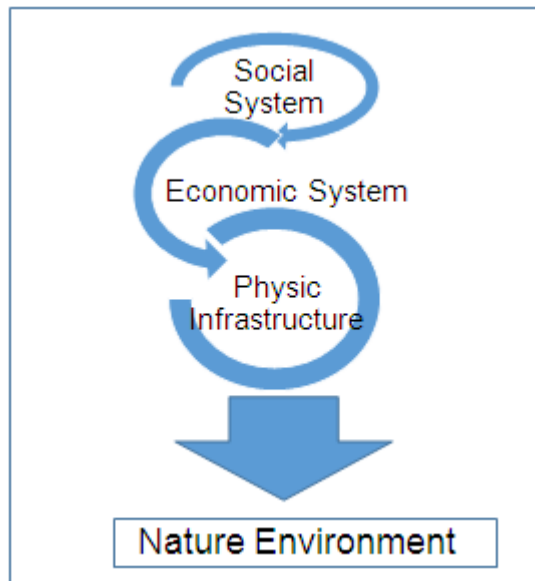 Social
System
Economic System
Physic
Infrastructure
Nature Environment